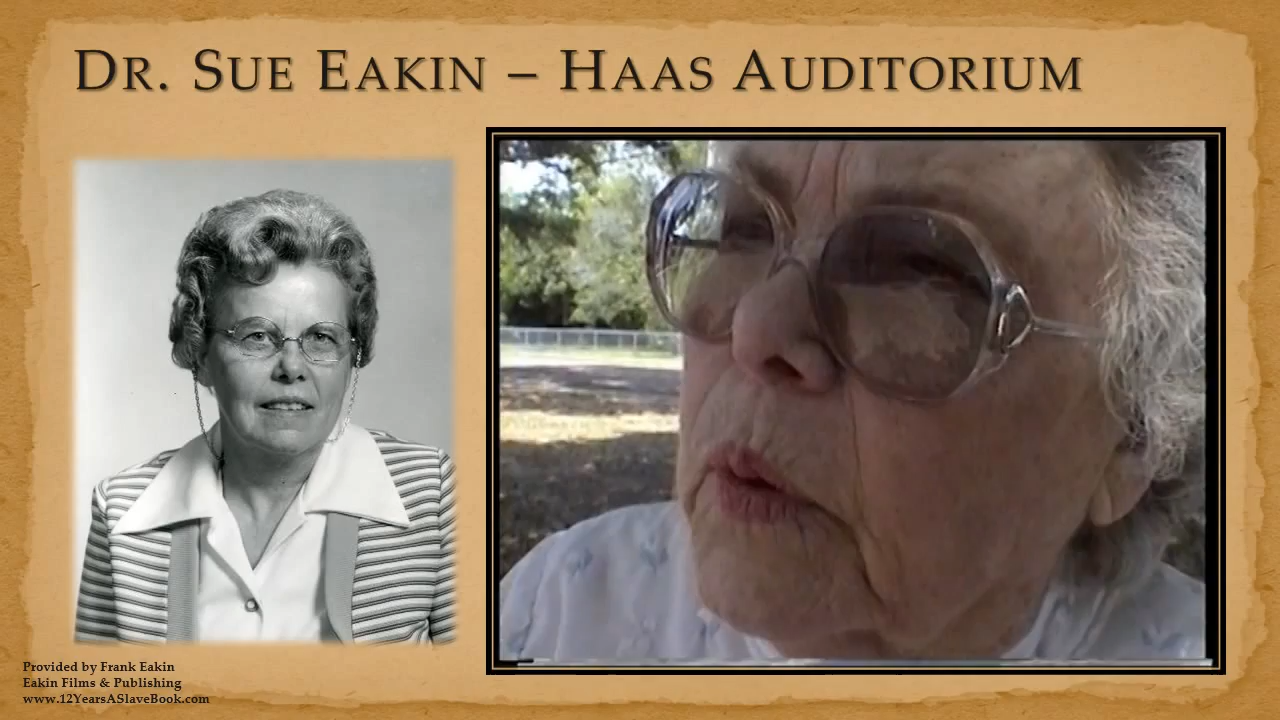 Dr. Sue Eakin – Haas Auditorium
Provided by Frank Eakin
Eakin Films & Publishing
www.12YearsASlaveBook.com